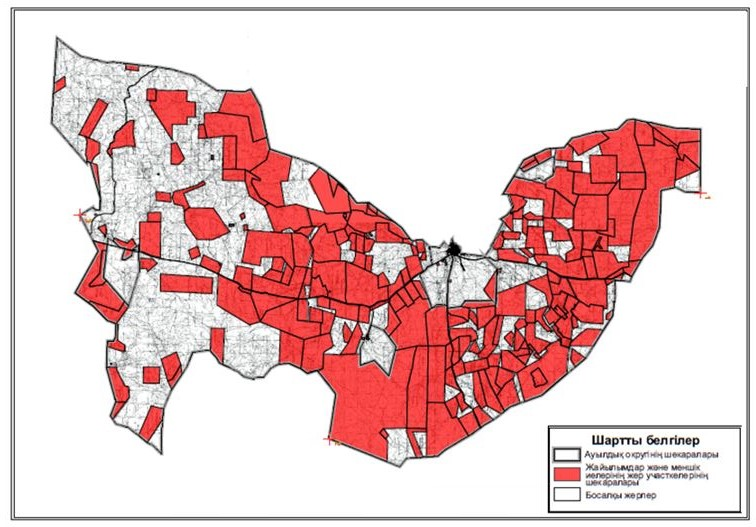 Шартты белгілер
Ауылдық округінің шекаралары
Жайылымдар және меншік
иелерінің жер учаскелерінің
шекаралары
Босалқы жерлер